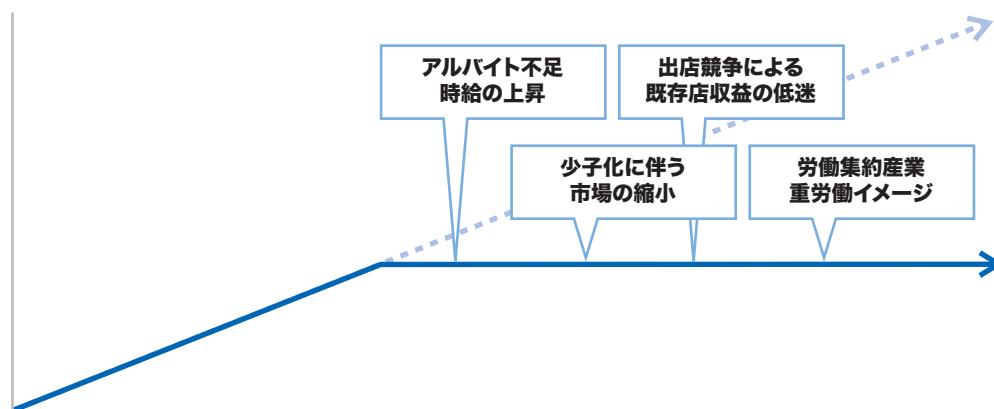 アルバイト不足
時給の上昇
出店競争による
既存店収益の低迷
少子化に伴う
市場の縮小
労働集約産業
重労働イメージ